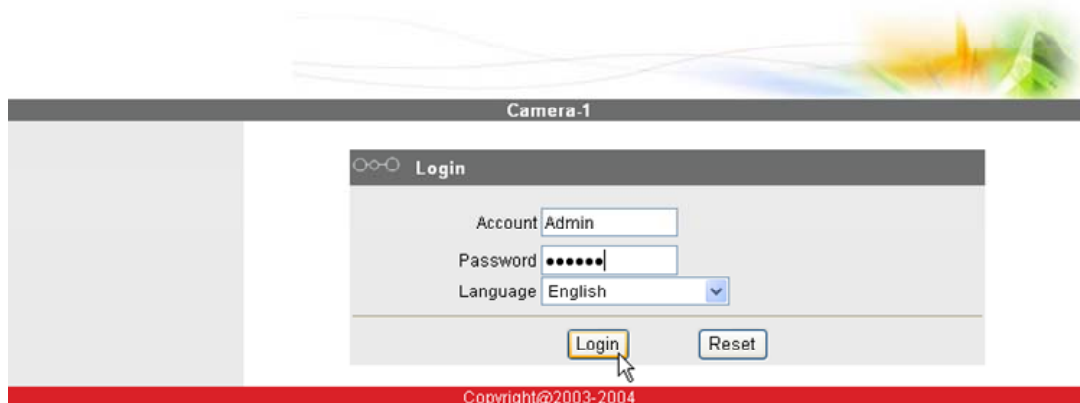 Camera-1
Login
Account Admin
Password ••••••
Language English
Login Reset
Copyright@2003-2004